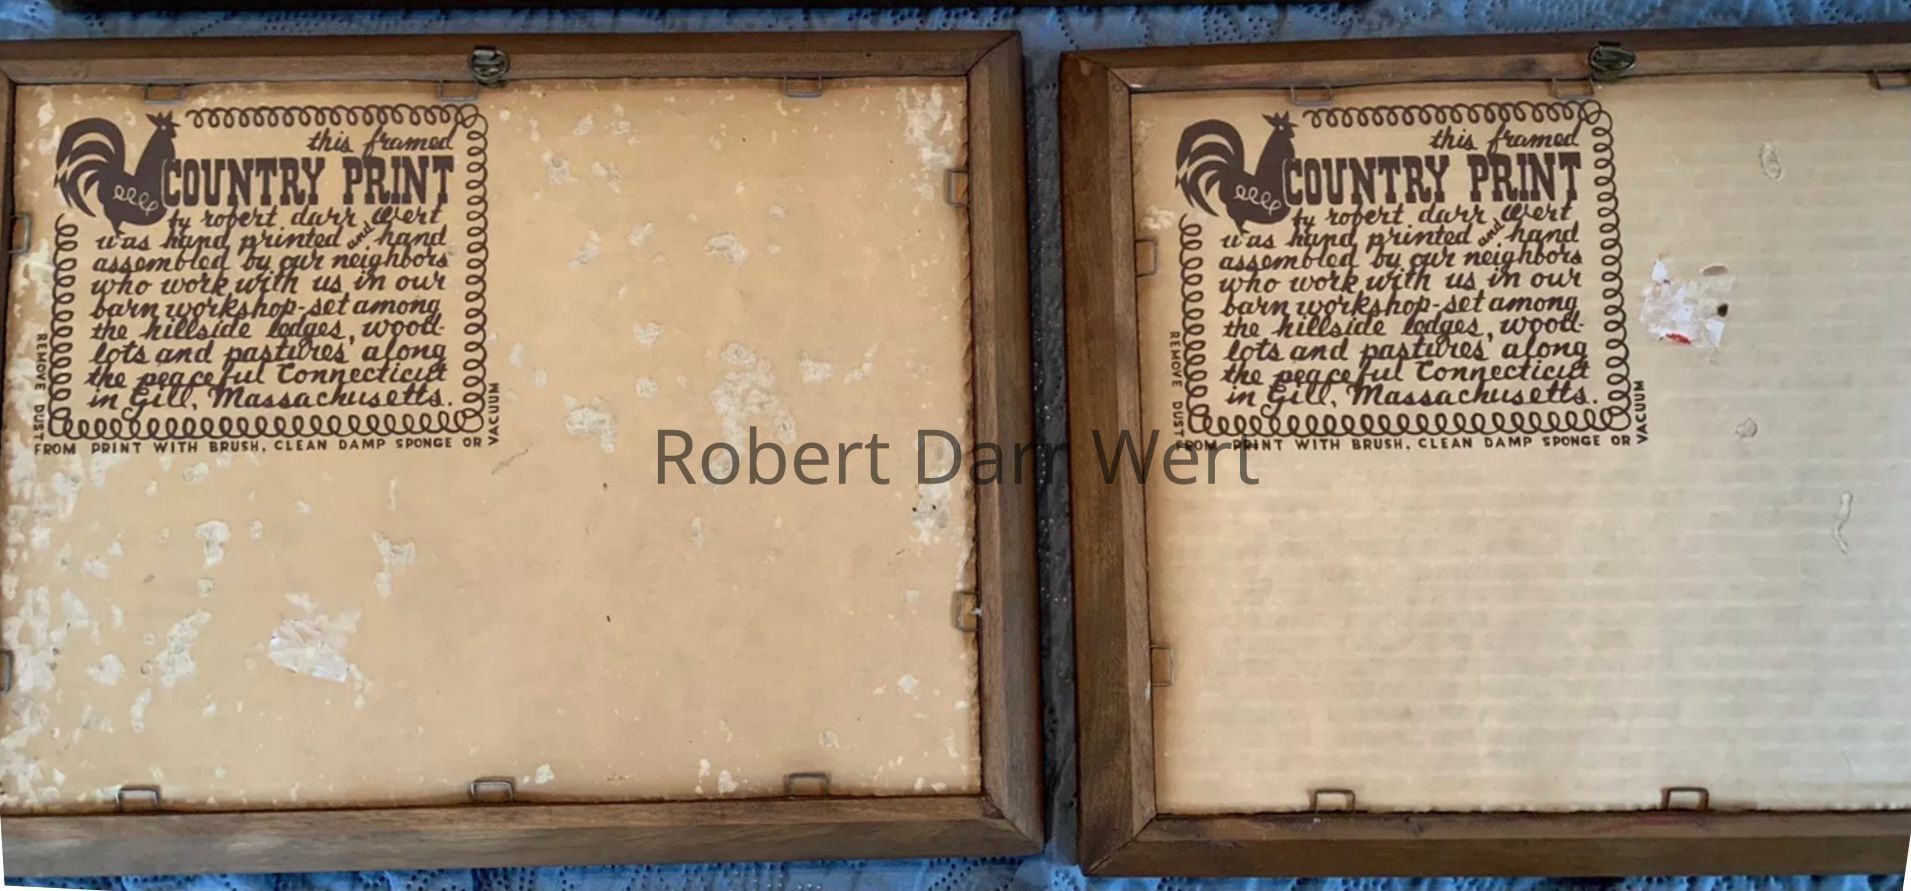 this framed
COUNTRY PRINT
by robert darr wert
was hand printed and hand
assembled by our neighbors
who work with us in our
barn workshop-set among
the hillside ledges, wood-
lots and pastures along
the peaceful Connecticut
in Gill, Massachusetts.
REMOVE DUST FROM PRINT WITH BRUSH, CLEAN DAMP SPONGE OR VACUUM
this framed
COUNTRY PRINT
by robert darr wert
was hand printed and hand
assembled by our neighbors
who work with us in our
barn workshop-set among
the hillside ledges, wood-
lots and pastures along
the peaceful Connecticut
in Gill, Massachusetts.
REMOVE DUST FROM PRINT WITH BRUSH, CLEAN DAMP SPONGE OR VACUUM
Robert Darr Wert